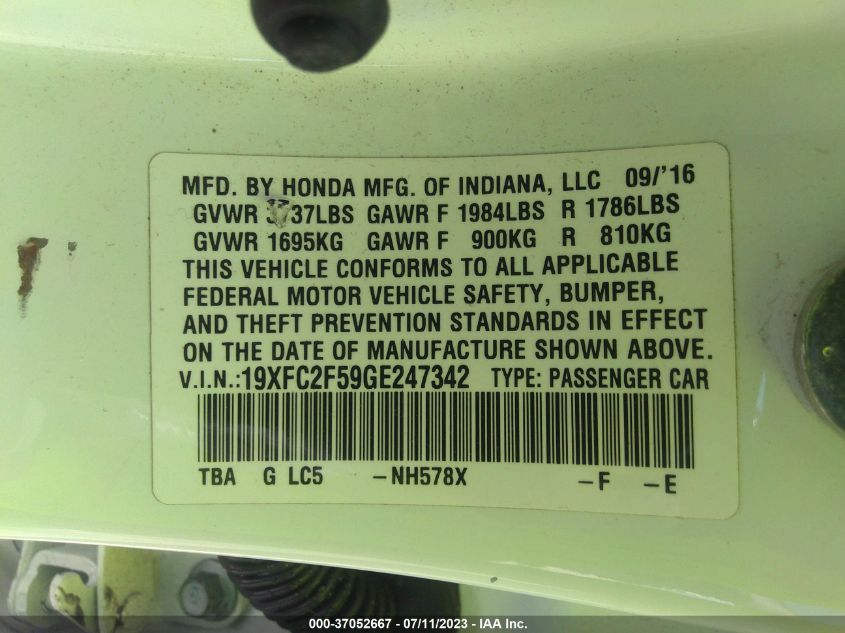 MFD. BY HONDA MFG. OF INDIANA, LLC 09/'16
GVWR 3737LBS GAWR F 1984LBS R 1786LBS
GVWR 1695KG GAWR F 900KG R 810KG
THIS VEHICLE CONFORMS TO ALL APPLICABLE
FEDERAL MOTOR VEHICLE SAFETY, BUMPER,
AND THEFT PREVENTION STANDARDS IN EFFECT
ON THE DATE OF MANUFACTURE SHOWN ABOVE.
V.I.N.:19XFC2F59GE247342 TYPE: PASSENGER CAR
TBA G LC5 -NH578X -F -E
000-37052667 - 07/11/2023 - IAA Inc.